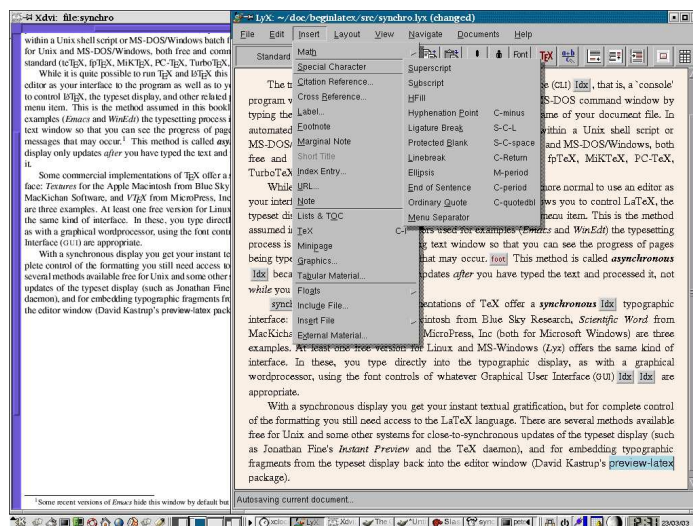 Xdvi: file:synchro
within a Unix shell script or MS-DOS/Windows batch f
for Unix and MS-DOS/Windows, both free and comm
standard (teTEX, fpTEX, MiKTEX, PC-TEX, TurboTEX,
While it is quite possible to run TEX and LATEX this
editor as your interface to the program as well as to yo
to control LATEX, the typeset display, and other related p
menu item. This is the method assumed in this bookl
examples (Emacs and WinEdt) the typesetting process i
text window so that you can see the progress of page
messages that may occur.1 This method is called asy
display only updates after you have typed the text and
it.
Some commercial implementations of TEX offer a s
face: Textures for the Apple Macintosh from Blue Sky
MacKichan Software, and VTEX from MicroPress, Inc
are three examples. At least one free version for Linux
the same kind of interface. In these, you type direct
as with a graphical wordprocessor, using the font cont
Interface (GUI) are appropriate.
With a synchronous display you get your instant te
plete control of the formatting you still need access to
several methods available free for Unix and some other s
updates of the typeset display (such as Jonathan Fine
daemon), and for embedding typographic fragments fro
the editor window (David Kastrup's preview-latex pack
1Some recent versions of Emacs hide this window by default but
LyX: ~/doc/beginlatex/src/synchro.lyx (changed)
File Edit Insert Layout View Navigate Documents Help
Standard
Font TEX
Math
Special Character
Citation Reference...
Cross Reference...
Label...
Footnote
Marginal Note
Short Title
Index Entry...
URL...
Note
Lists & TOC
TeX C-l
Minipage
Graphics...
Tabular Material...
Floats
Include File...
Insert File
External Material...
Superscript
Subscript
HFill
Hyphenation Point C-minus
Ligature Break S-C-L
Protected Blank S-C-space
Linebreak C-Return
Ellipsis M-period
End of Sentence C-period
Ordinary Quote C-quotedbl
Menu Separator
The tr e (CLI) Idx , that is, a `console'
program w S-DOS command window by
typing the me of your document file. In
automated within a Unix shell script or
MS-DOS/ and MS-DOS/Windows, both
free and fpTeX, MiKTeX, PC-TeX,
TurboTeX
While more normal to use an editor as
your interf ws you to control LaTeX, the
typeset di menu item. This is the method
assumed i rs used for examples (Emacs and WinEdt) the typesetting
process is g text window so that you can see the progress of pages
being type that may occur. foot This method is called asynchronous
Idx beca pdates after you have typed the text and processed it, not
while you
synch entations of TeX offer a synchronous Idx typographic
interface: intosh from Blue Sky Research, Scientific Word from
MacKicha MicroPress, Inc (both for Microsoft Windows) are three
examples. At least one free version for Linux and MS-Windows (Lyx) offers the same kind of
interface. In these, you type directly into the typographic display, as with a graphical
wordprocessor, using the font controls of whatever Graphical User Interface (GUI) Idx Idx are
appropriate.
With a synchronous display you get your instant textual gratification, but for complete control
of the formatting you still need access to the LaTeX language. There are several methods available
free for Unix and some other systems for close-to-synchronous updates of the typeset display (such
as Jonathan Fine's Instant Preview and the TeX daemon), and for embedding typographic
fragments from the typeset display back into the editor window (David Kastrup's preview-latex
package).
Autosaving current document...
xcloc LyX Xdvi The *Uni Slas sync peter 23/03/03